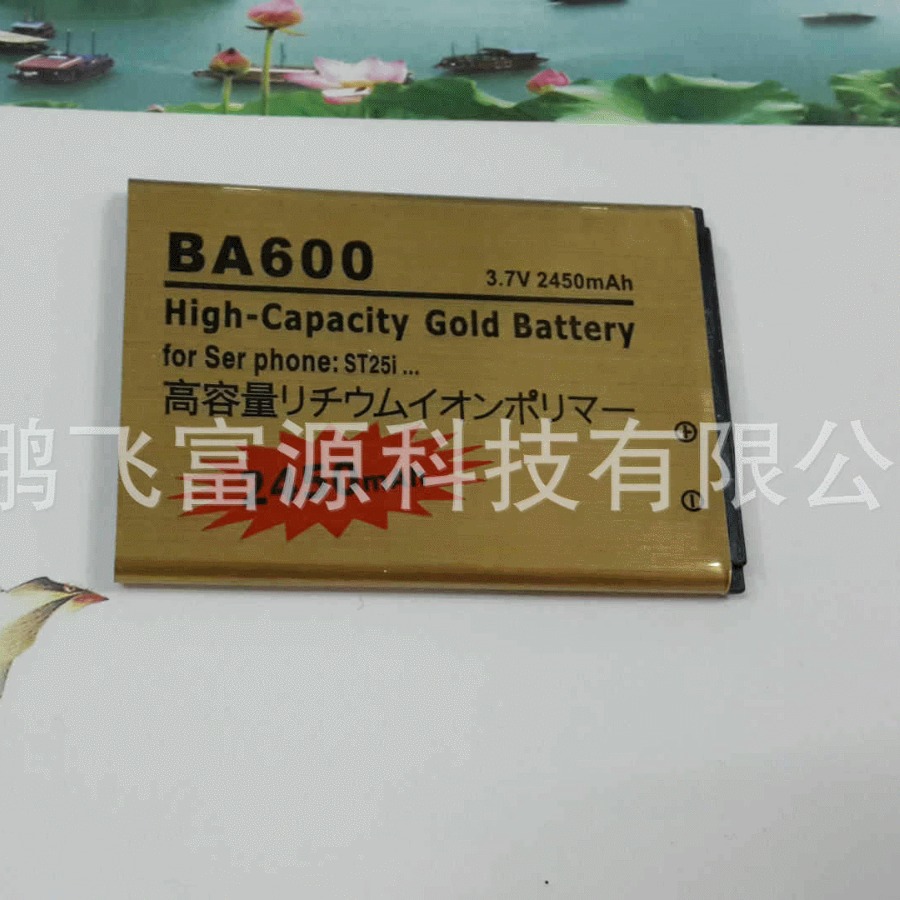 BA600
3.7V 2450mAh
High-Capacity Gold Battery
for Ser phone: ST25i ...
高容量リチウムイオンポリマー
鹏飞富源科技有限公
2450mAh